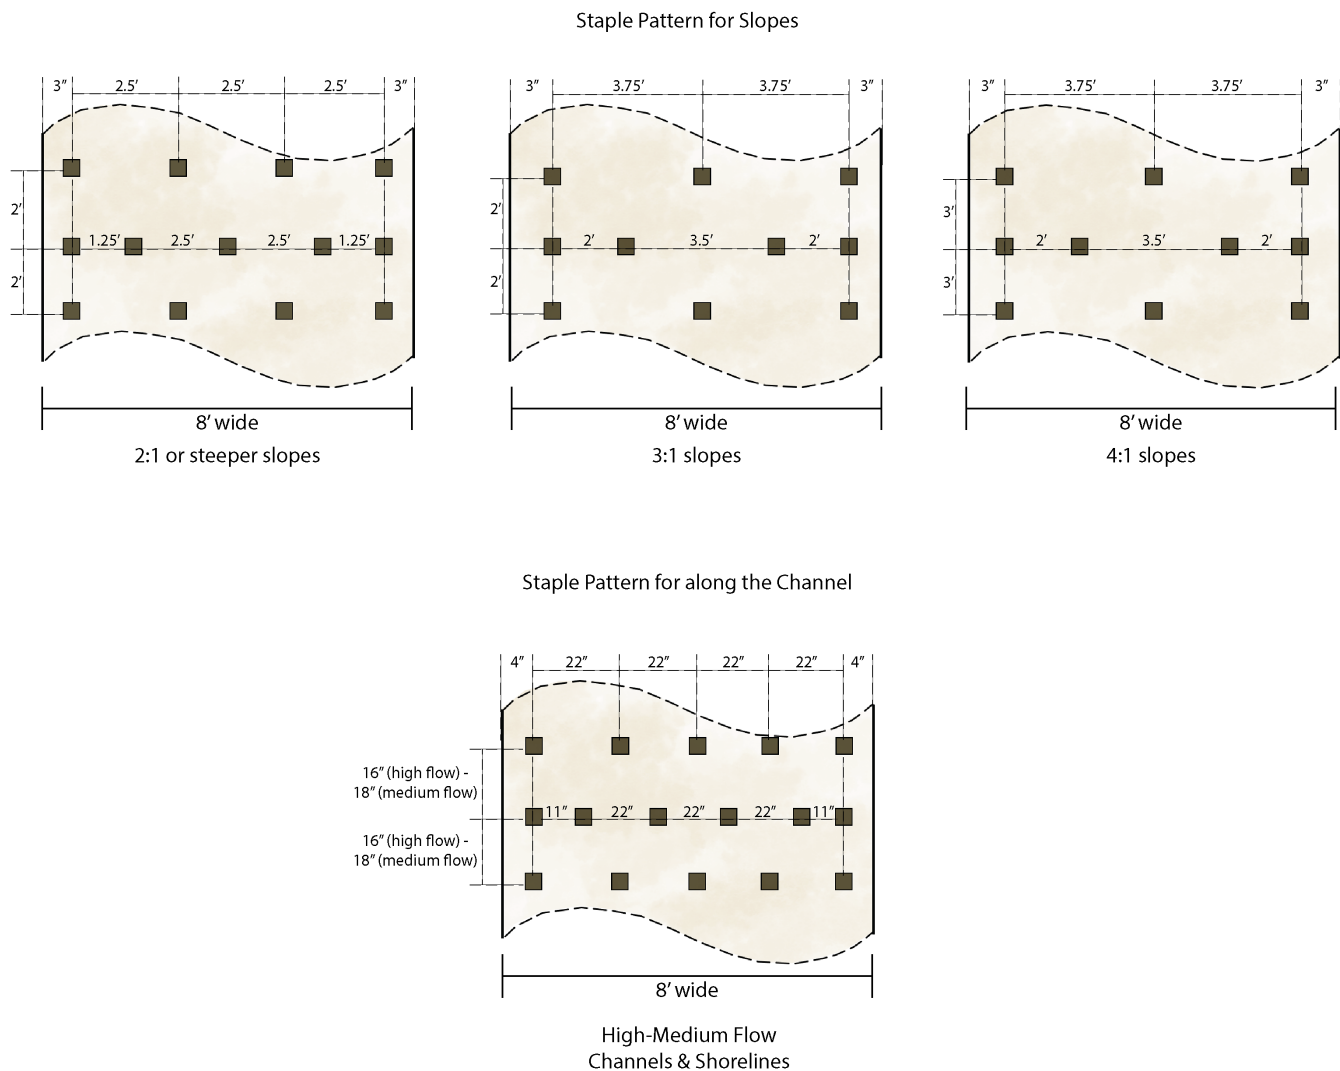 Staple Pattern for Slopes
3″ 2.5′ 2.5′ 2.5′ 3″
2′
1.25′ 2.5′ 2.5′ 1.25′
2′
8′ wide
2:1 or steeper slopes
3″ 3.75′ 3.75′ 3″
2′
2′ 3.5′ 2′
2′
8′ wide
3:1 slopes
3″ 3.75′ 3.75′ 3″
3′
2′ 3.5′ 2′
3′
8′ wide
4:1 slopes
Staple Pattern for along the Channel
4″ 22″ 22″ 22″ 22″ 4″
16″ (high flow) -
18″ (medium flow)
11″ 22″ 22″ 22″ 11″
16″ (high flow) -
18″ (medium flow)
8′ wide
High-Medium Flow
Channels & Shorelines